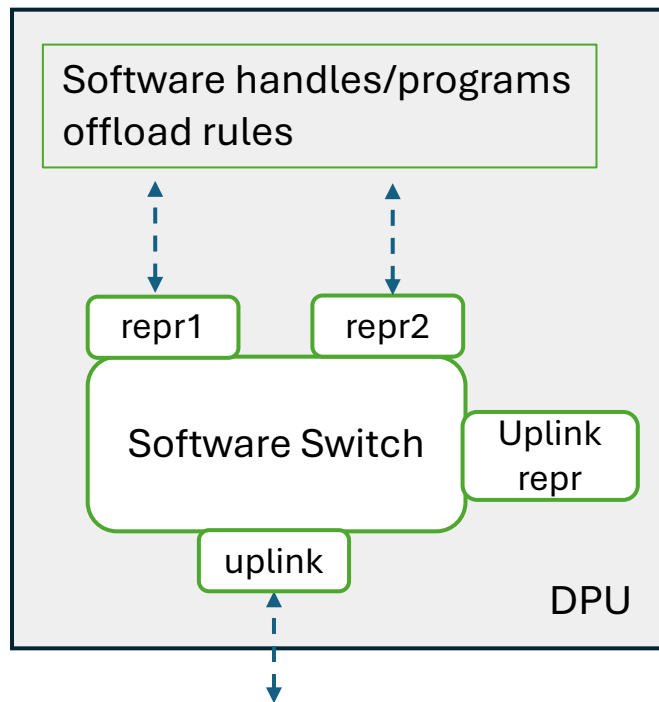 Software handles/programs
offload rules
repr1
repr2
Software Switch
Uplink
repr
uplink
DPU